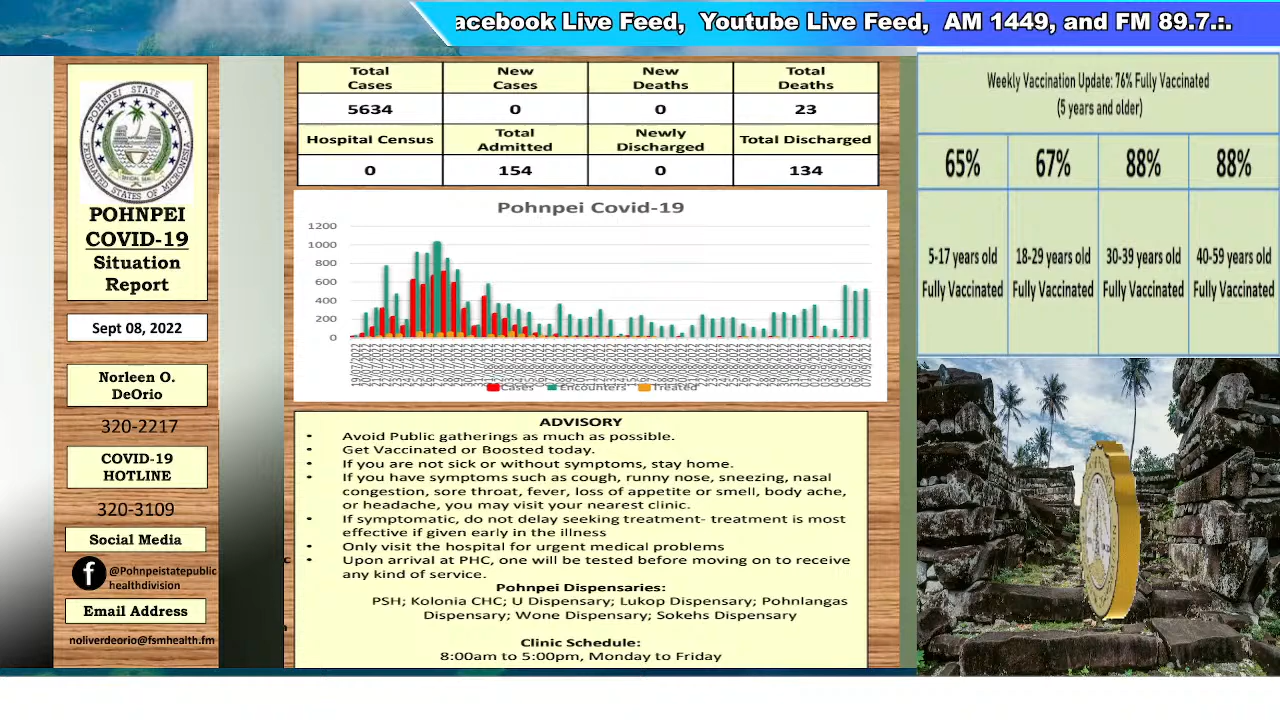 acebook Live Feed, Youtube Live Feed, AM 1449, and FM 89.7.:.
POHNPEI STATE SEAL
FEDERATED STATES OF MICRONESIA
POHNPEI
COVID-19
Situation
Report
Sept 08, 2022
Norleen O.
DeOrio
320-2217
COVID-19
HOTLINE
320-3109
Social Media
@Pohnpeistatepublic
healthdivision
Email Address
noliverdeorio@fsmhealth.fm
Total Cases New Cases New Deaths Total Deaths
5634 0 0 23
Hospital Census Total Admitted Newly Discharged Total Discharged
0 154 0 134
Pohnpei Covid-19
1200
1000
800
600
400
200
0
Cases Encounters Treated
ADVISORY
• Avoid Public gatherings as much as possible.
• Get Vaccinated or Boosted today.
• If you are not sick or without symptoms, stay home.
• If you have symptoms such as cough, runny nose, sneezing, nasal
congestion, sore throat, fever, loss of appetite or smell, body ache,
or headache, you may visit your nearest clinic.
• If symptomatic, do not delay seeking treatment- treatment is most
effective if given early in the illness
• Only visit the hospital for urgent medical problems
• Upon arrival at PHC, one will be tested before moving on to receive
any kind of service.
Pohnpei Dispensaries:
PSH; Kolonia CHC; U Dispensary; Lukop Dispensary; Pohnlangas
Dispensary; Wone Dispensary; Sokehs Dispensary
Clinic Schedule:
8:00am to 5:00pm, Monday to Friday
Weekly Vaccination Update: 76% Fully Vaccinated
(5 years and older)
65% 67% 88% 88%
5-17 years old 18-29 years old 30-39 years old 40-59 years old
Fully Vaccinated Fully Vaccinated Fully Vaccinated Fully Vaccinated